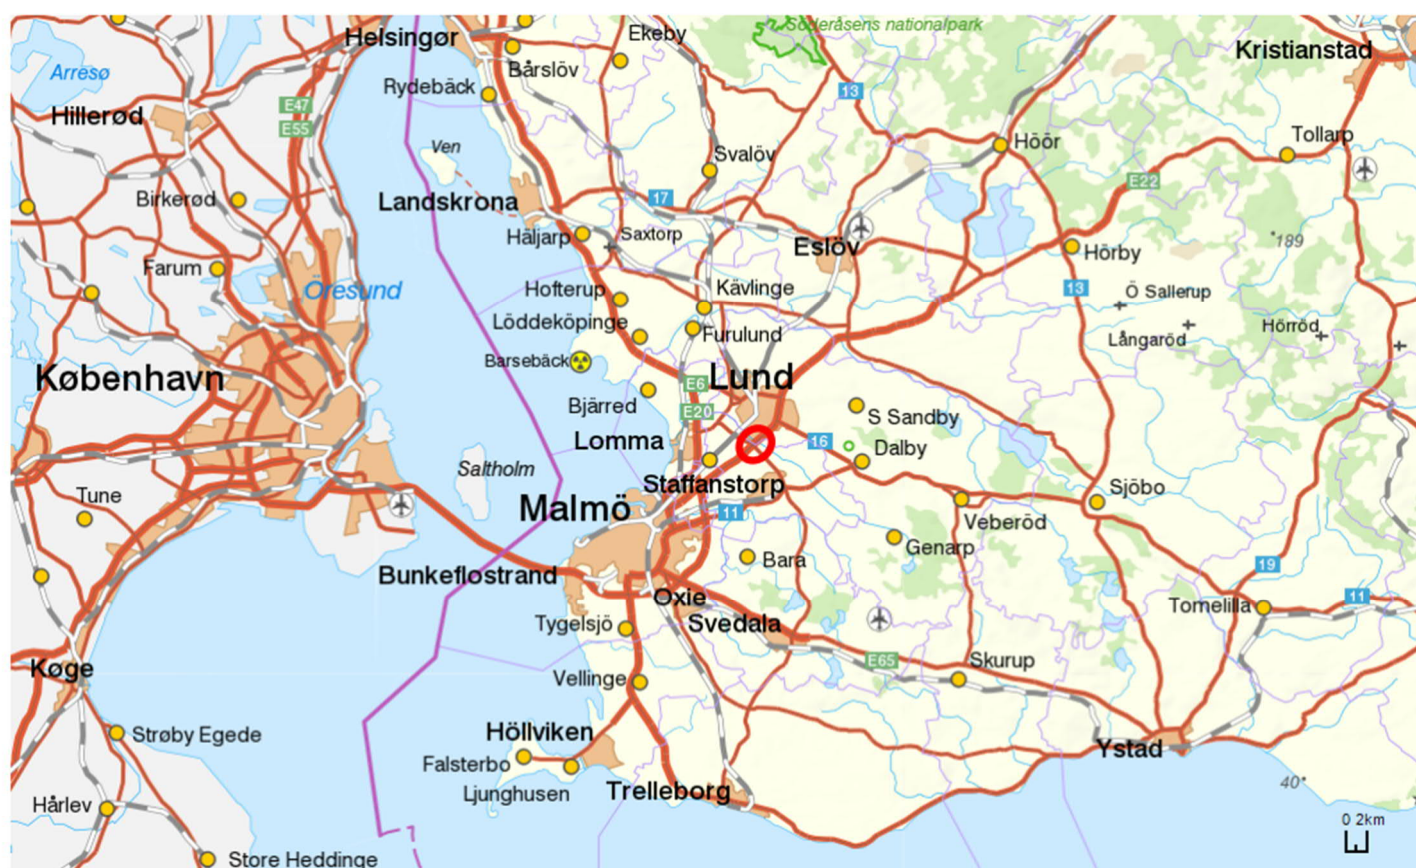 Söderåsens nationalpark
Helsingør
Ekeby
Kristianstad
Arresø
Bårslöv
Rydebäck
13
E47
Hillerød
E55
Tollarp
Höör
Ven
Svalöv
E22
Birkerød
Landskrona
17
Häljarp
Saxtorp
Eslöv
189
Hörby
Farum
Öresund
Hofterup
Kävlinge
13
Ö Sallerup
Löddeköpinge
Furulund
Långaröd
Hörröd
Barsebäck
København
Lund
E6
Bjärred
E20
S Sandby
Lomma
16
Dalby
Saltholm
Staffanstorp
Tune
Sjöbo
Malmö
11
Veberöd
Genarp
Bara
19
Bunkeflostrand
11
Oxie
Tomelilla
Tygelsjö
Svedala
Køge
E65
Skurup
Vellinge
Strøby Egede
Höllviken
Ystad
Falsterbo
40
Ljunghusen
Trelleborg
Hårlev
0 2km
Store Heddinge